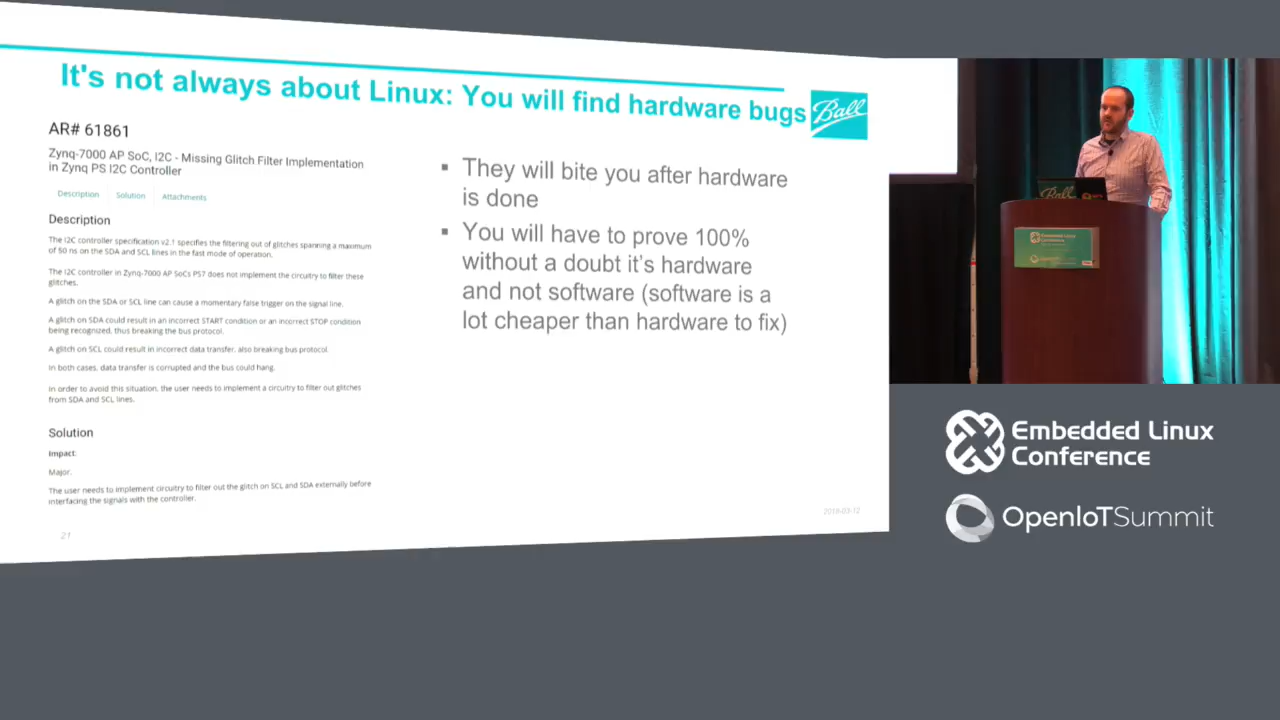 It's not always about Linux: You will find hardware bugs
Ball
AR# 61861
Zynq-7000 AP SoC, I2C - Missing Glitch Filter Implementation
in Zynq PS I2C Controller
Description Solution Attachments
Description
The I2C controller specification v2.1 specifies the filtering out of glitches spanning a maximum
of 50 ns on the SDA and SCL lines in the fast mode of operation.
The I2C controller in Zynq-7000 AP SoCs PS7 does not implement the circuitry to filter these
glitches.
A glitch on the SDA or SCL line can cause a momentary false trigger on the signal line.
A glitch on SDA could result in an incorrect START condition or an incorrect STOP condition
being recognized, thus breaking the bus protocol.
A glitch on SCL could result in incorrect data transfer, also breaking bus protocol.
In both cases, data transfer is corrupted and the bus could hang.
In order to avoid this situation, the user needs to implement a circuitry to filter out glitches
from SDA and SCL lines.
Solution
Impact:
Major.
The user needs to implement circuitry to filter out the glitch on SCL and SDA externally before
interfacing the signals with the controller.
▪ They will bite you after hardware
is done
▪ You will have to prove 100%
without a doubt it's hardware
and not software (software is a
lot cheaper than hardware to fix)
21
2018-03-12
Ball
Embedded Linux
Conference
Embedded Linux
Conference
OpenIoTSummit